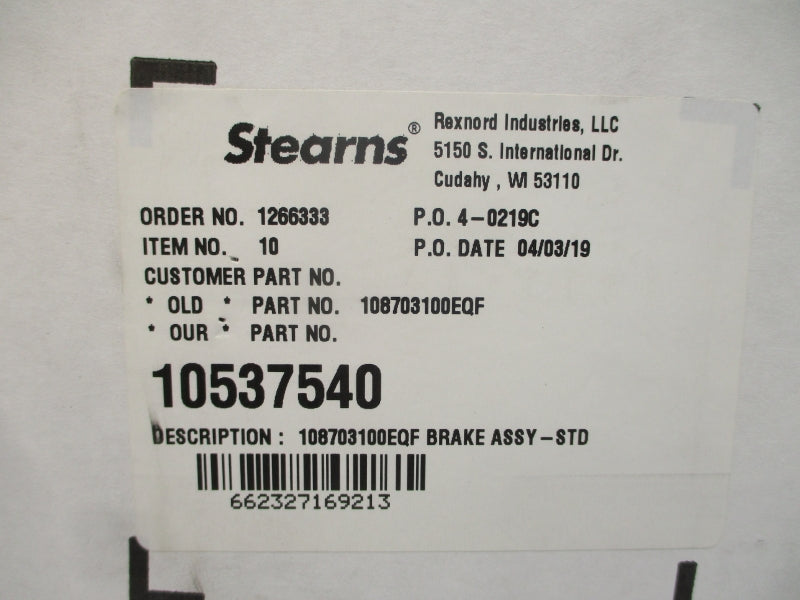 Stearns®
Rexnord Industries, LLC
5150 S. International Dr.
Cudahy , WI 53110
ORDER NO. 1266333 P.O. 4-0219C
ITEM NO. 10 P.O. DATE 04/03/19
CUSTOMER PART NO.
* OLD * PART NO. 108703100EQF
* OUR * PART NO.
10537540
DESCRIPTION : 108703100EQF BRAKE ASSY-STD
662327169213